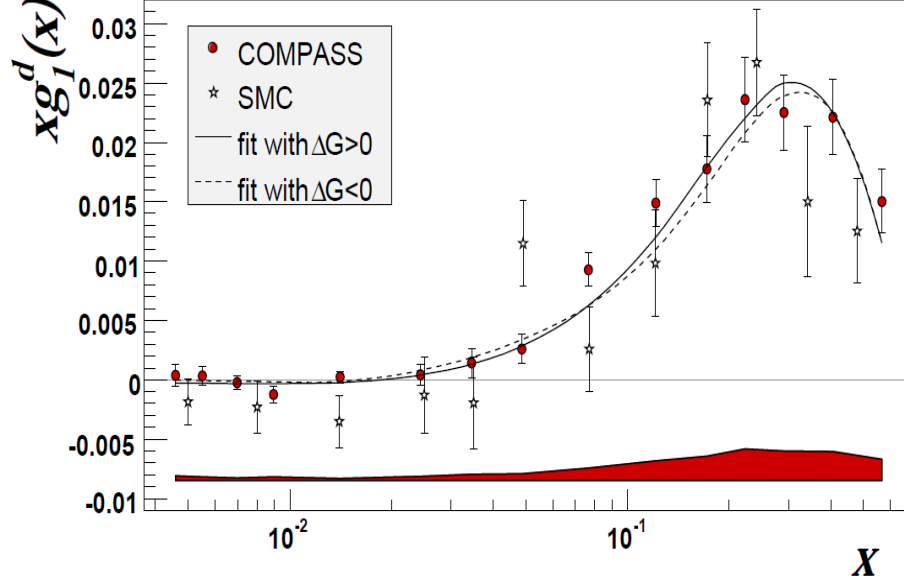 xg₁ᵈ(x)
0.03
0.025
0.02
0.015
0.01
0.005
0
-0.005
-0.01
COMPASS
SMC
fit with ΔG>0
fit with ΔG<0
10⁻²
10⁻¹
X